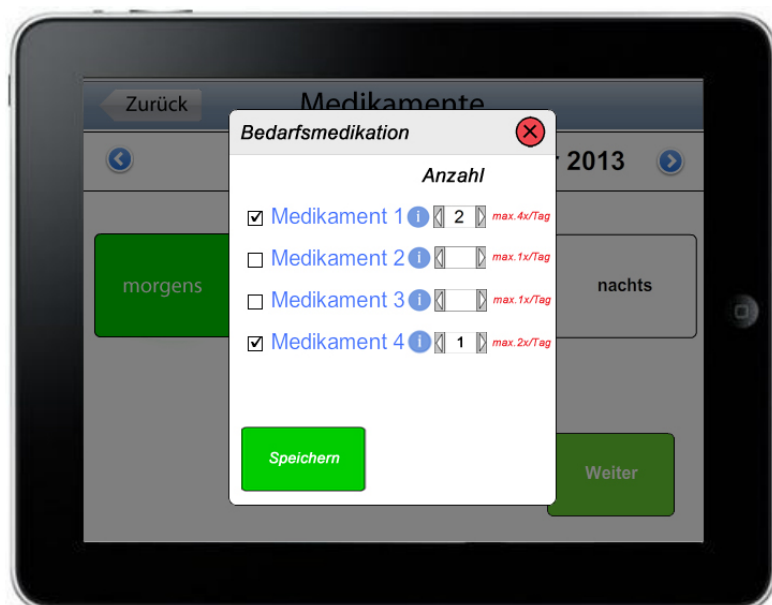 Zurück
Medikamente
Bedarfsmedikation
2013
Anzahl
Medikament 1 i 2 max.4x/Tag
Medikament 2 i max.1x/Tag
Medikament 3 i max.1x/Tag
Medikament 4 i 1 max.2x/Tag
morgens
nachts
Speichern
Weiter